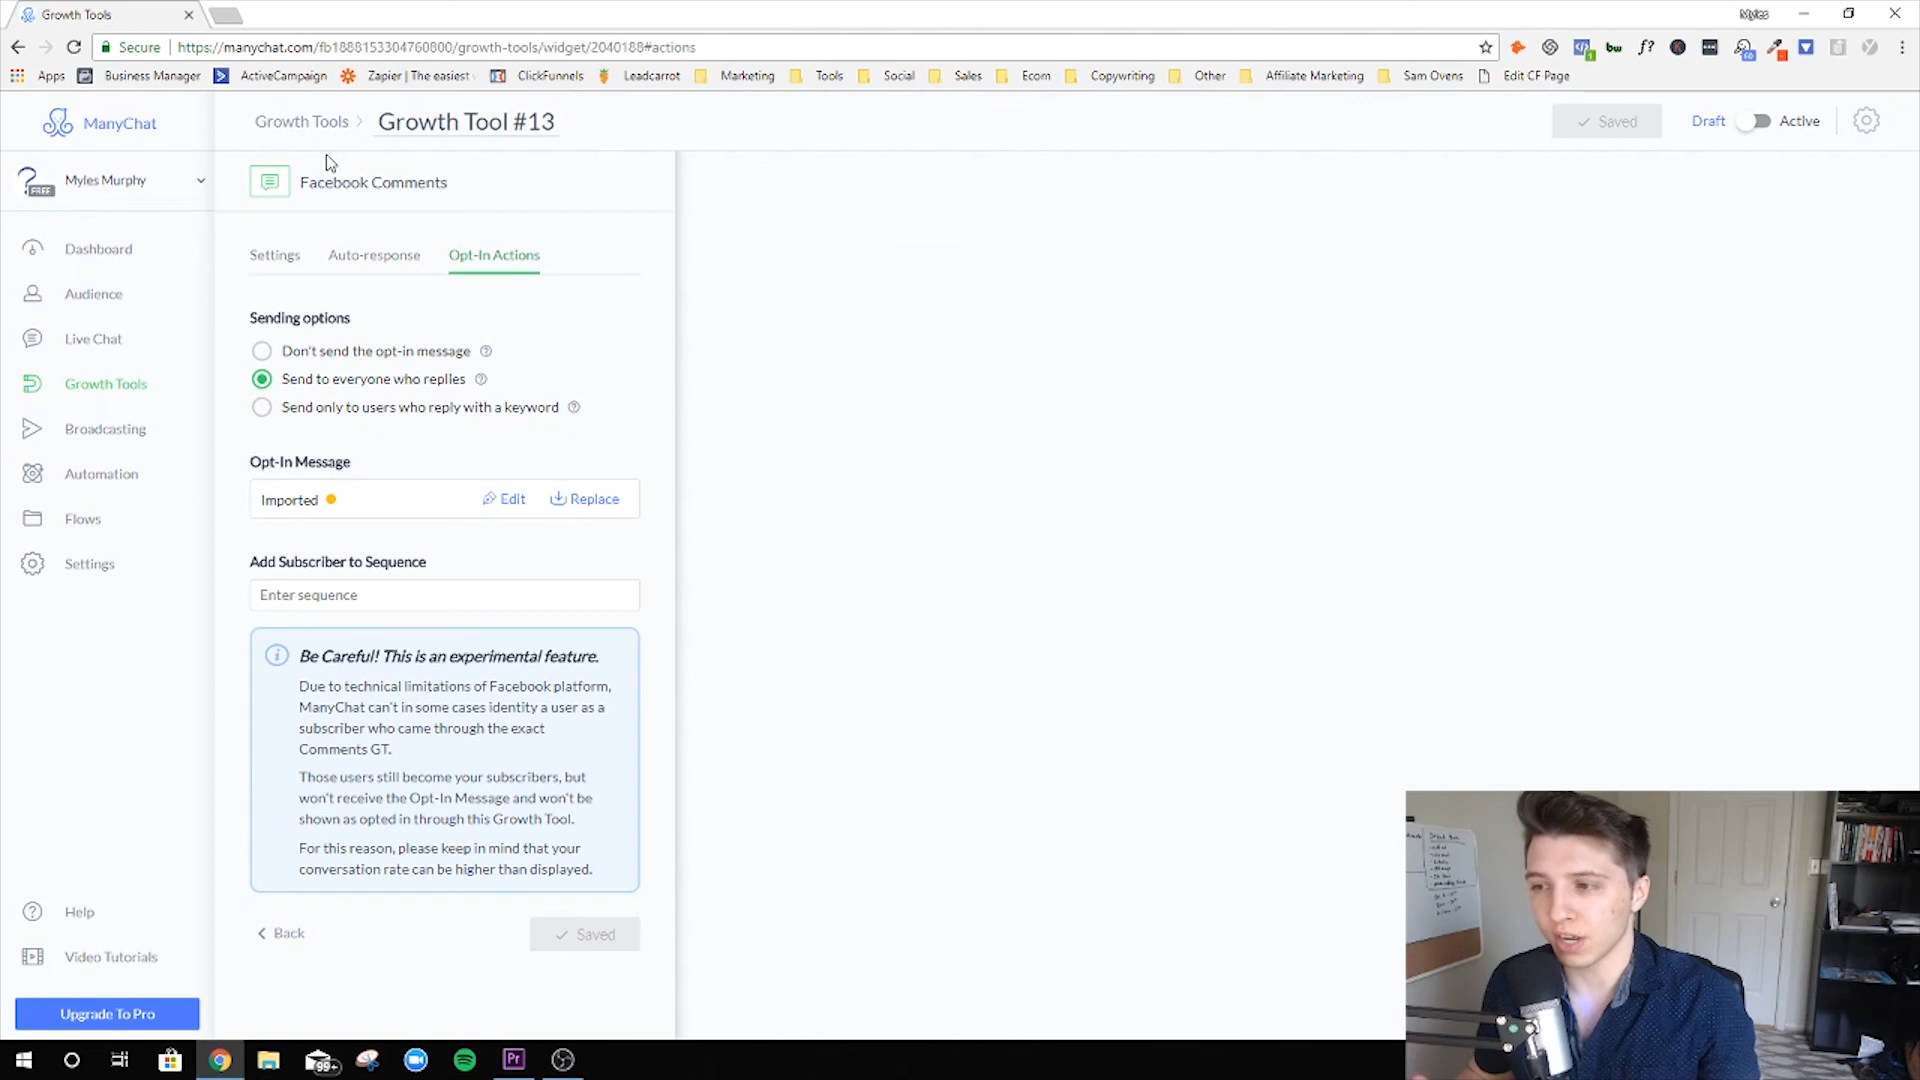 Growth Tools
Myles
Secure
https://manychat.com/fb1888153304760800/growth-tools/widget/2040188#actions
Apps
Business Manager
ActiveCampaign
Zapier | The easiest
ClickFunnels
Leadcarrot
Marketing
Tools
Social
Sales
Ecom
Copywriting
Other
Affiliate Marketing
Sam Ovens
Edit CF Page
ManyChat
Growth Tools
Growth Tool #13
Saved
Draft
Active
FREE
Myles Murphy
Facebook Comments
Dashboard
Audience
Live Chat
Growth Tools
Broadcasting
Automation
Flows
Settings
Help
Video Tutorials
Upgrade To Pro
Settings
Auto-response
Opt-In Actions
Sending options
Don't send the opt-in message
Send to everyone who replies
Send only to users who reply with a keyword
Opt-In Message
Imported
Edit
Replace
Add Subscriber to Sequence
Enter sequence
Be Careful! This is an experimental feature.
Due to technical limitations of Facebook platform,
ManyChat can't in some cases identity a user as a
subscriber who came through the exact
Comments GT.
Those users still become your subscribers, but
won't receive the Opt-In Message and won't be
shown as opted in through this Growth Tool.
For this reason, please keep in mind that your
conversation rate can be higher than displayed.
Back
Saved
99+
Pr